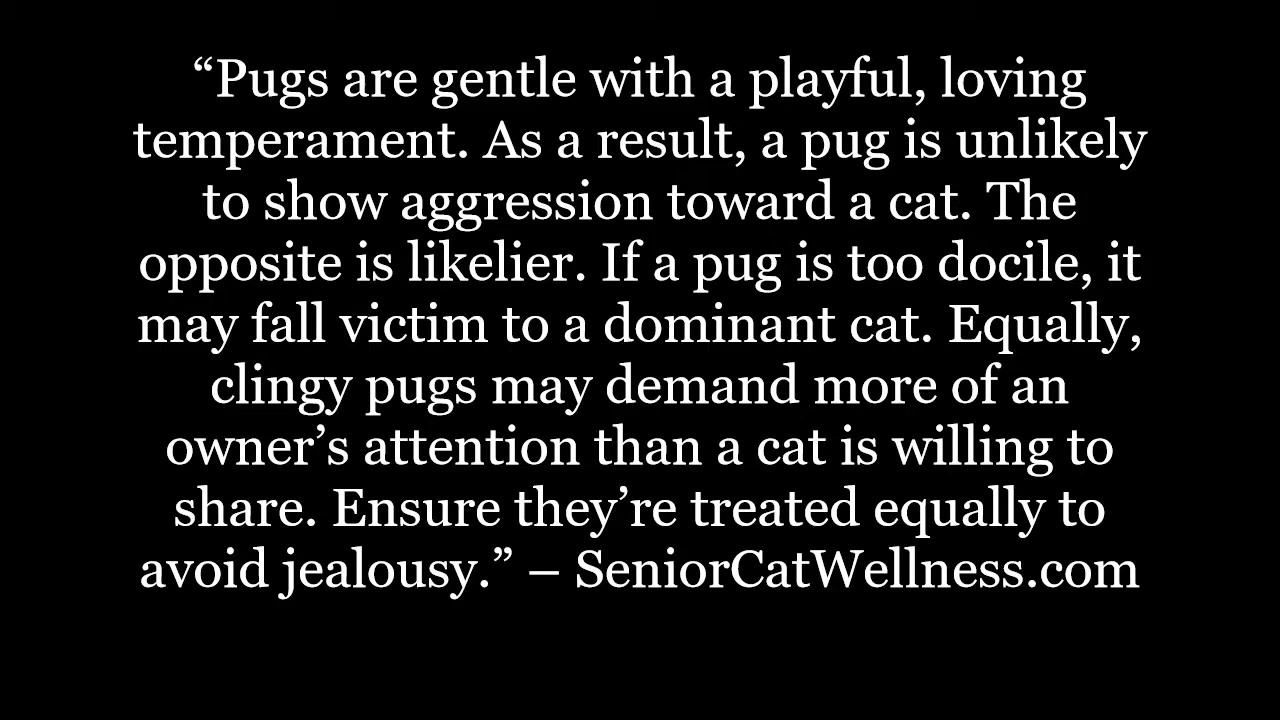 “Pugs are gentle with a playful, loving
temperament. As a result, a pug is unlikely
to show aggression toward a cat. The
opposite is likelier. If a pug is too docile, it
may fall victim to a dominant cat. Equally,
clingy pugs may demand more of an
owner’s attention than a cat is willing to
share. Ensure they’re treated equally to
avoid jealousy.” – SeniorCatWellness.com